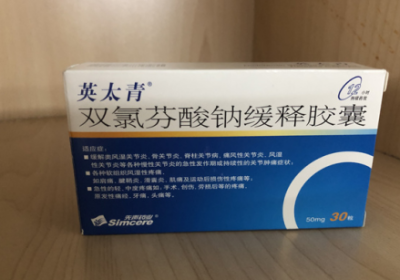 英太青®
双氯芬酸钠缓释胶囊
适应症：
缓解类风湿关节炎、骨关节炎、脊柱关节病、痛风性关节炎、风湿
性关节炎等各种慢性关节炎的急性发作期或持续性的关节肿痛症状。
各种软组织风湿性疼痛，
如肩痛、腱鞘炎、滑囊炎、肌痛及运动后损伤性疼痛等。
急性的轻、中度疼痛如：手术、创伤、劳损后等的疼痛，
原发性痛经，牙痛，头痛等。
先声药业
Simcere
50mg 30粒